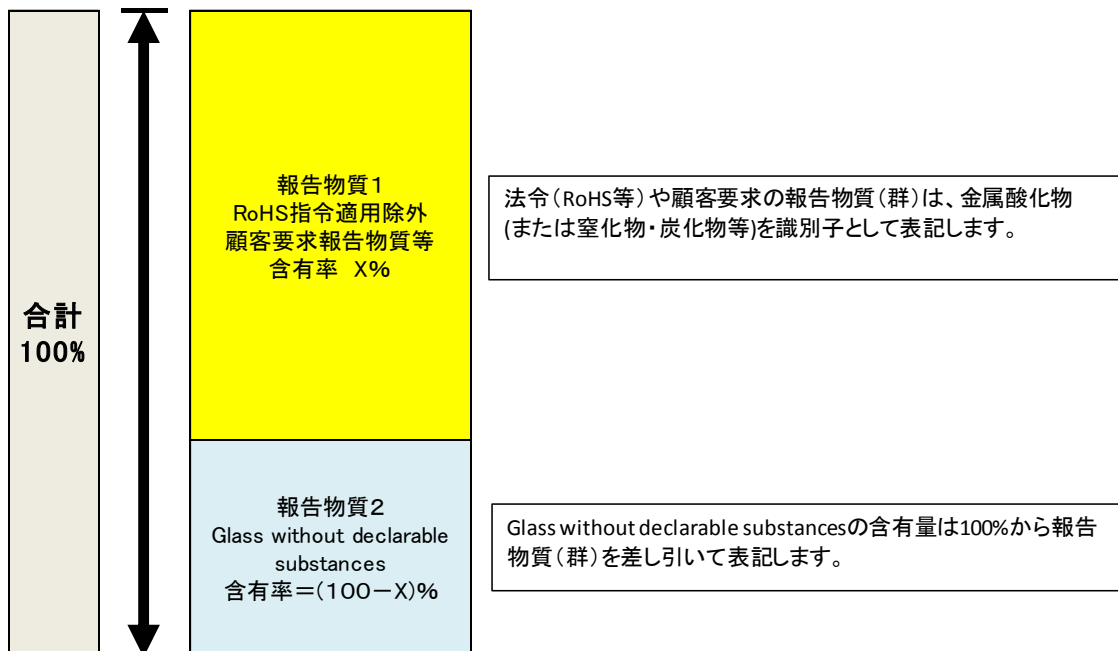 合計
100%
報告物質1
RoHS指令適用除外
顧客要求報告物質等
含有率 X%
法令(RoHS等)や顧客要求の報告物質(群)は、金属酸化物
(または窒化物・炭化物等)を識別子として表記します。
報告物質2
Glass without declarable
substances
含有率=(100-X)%
Glass without declarable substancesの含有量は100%から報告
物質(群)を差し引いて表記します。